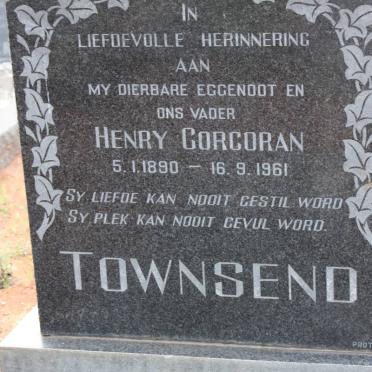 IN
LIEFDEVOLLE HERINNERING
AAN
MY DIERBARE EGGENOOT EN
ONS VADER
HENRY CORCORAN
5.1.1890 – 16.9.1961
SY LIEFDE KAN NOOIT GESTIL WORD
SY PLEK KAN NOOIT GEVUL WORD.
TOWNSEND
PROT